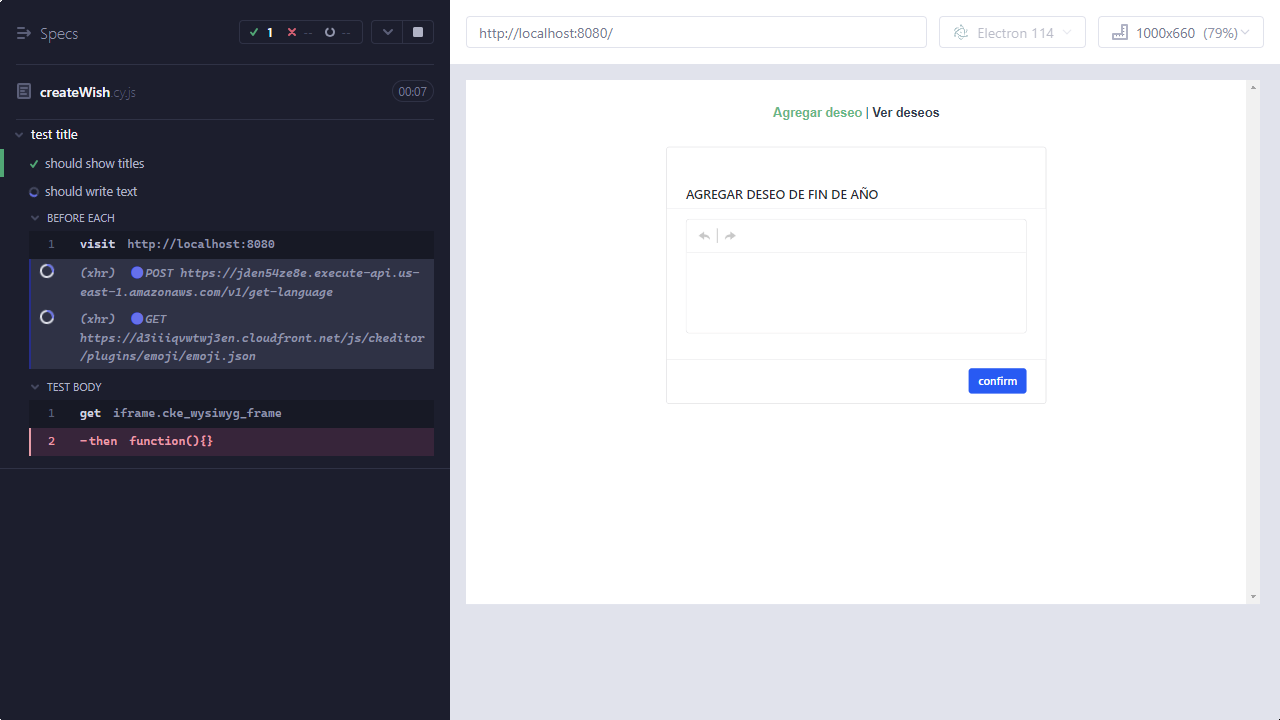 Specs
1 -- --
createWish.cy.js
00:07
test title
should show titles
should write text
BEFORE EACH
1 visit http://localhost:8080
(xhr) POST https://jden54ze8e.execute-api.us-
east-1.amazonaws.com/v1/get-language
(xhr) GET
https://d3iiiqvwtwj3en.cloudfront.net/js/ckeditor
/plugins/emoji/emoji.json
TEST BODY
1 get iframe.cke_wysiwyg_frame
2 -then function(){}
http://localhost:8080/
Electron 114
1000x660 (79%)
Agregar deseo | Ver deseos
AGREGAR DESEO DE FIN DE AÑO
confirm